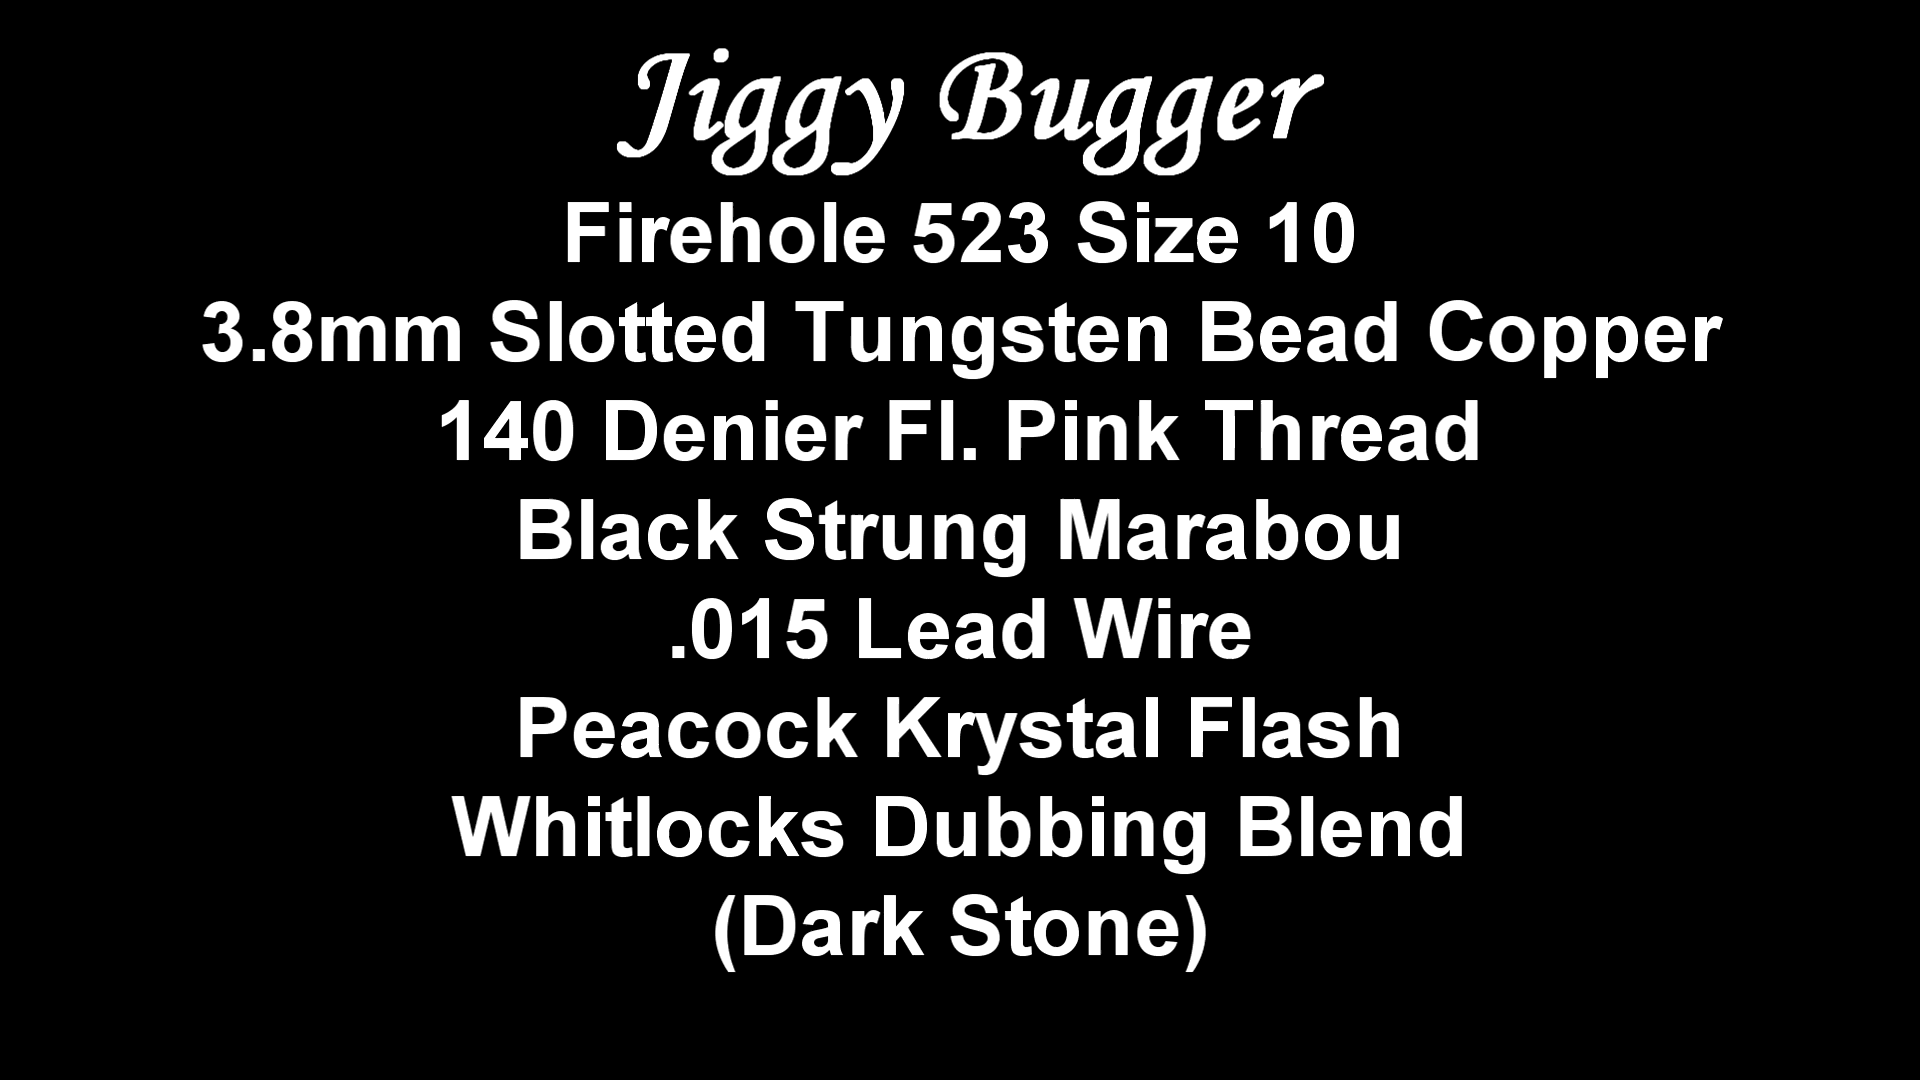 Jiggy Bugger
Firehole 523 Size 10
3.8mm Slotted Tungsten Bead Copper
140 Denier Fl. Pink Thread
Black Strung Marabou
.015 Lead Wire
Peacock Krystal Flash
Whitlocks Dubbing Blend
(Dark Stone)